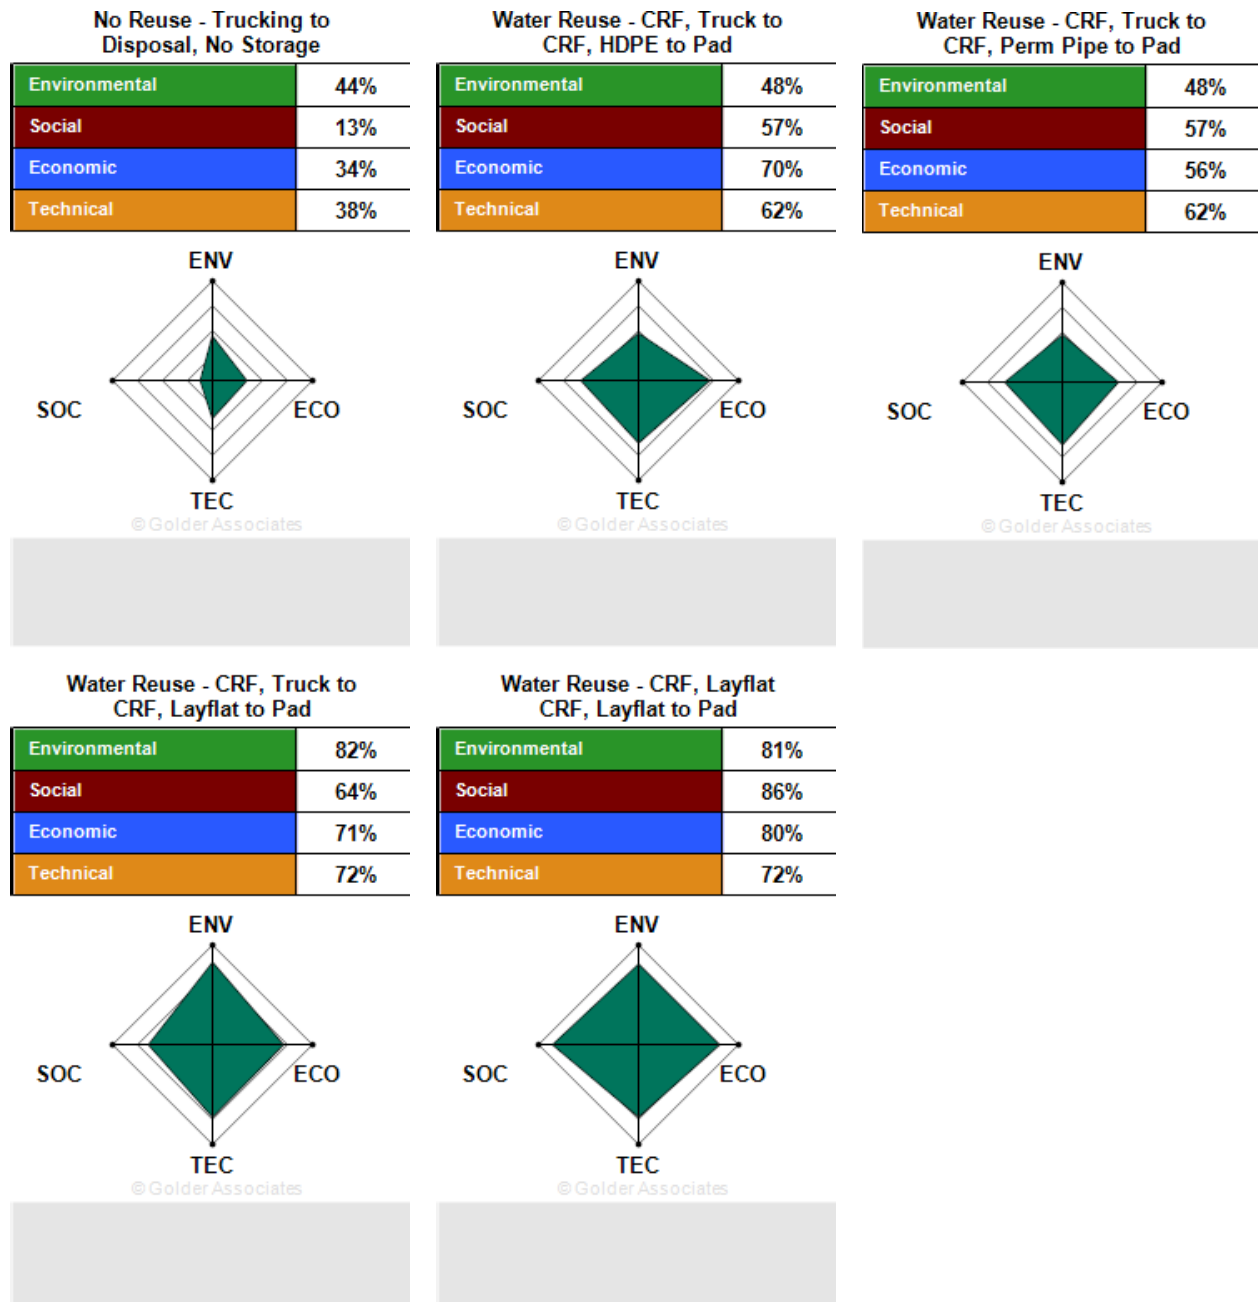 No Reuse - Trucking to
Disposal, No Storage
Environmental 44%
Social 13%
Economic 34%
Technical 38%
ENV
SOC
ECO
TEC
© Golder Associates
Water Reuse - CRF, Truck to
CRF, HDPE to Pad
Environmental 48%
Social 57%
Economic 70%
Technical 62%
ENV
SOC
ECO
TEC
© Golder Associates
Water Reuse - CRF, Truck to
CRF, Perm Pipe to Pad
Environmental 48%
Social 57%
Economic 56%
Technical 62%
ENV
SOC
ECO
TEC
© Golder Associates
Water Reuse - CRF, Truck to
CRF, Layflat to Pad
Environmental 82%
Social 64%
Economic 71%
Technical 72%
ENV
SOC
ECO
TEC
© Golder Associates
Water Reuse - CRF, Layflat
CRF, Layflat to Pad
Environmental 81%
Social 86%
Economic 80%
Technical 72%
ENV
SOC
ECO
TEC
© Golder Associates